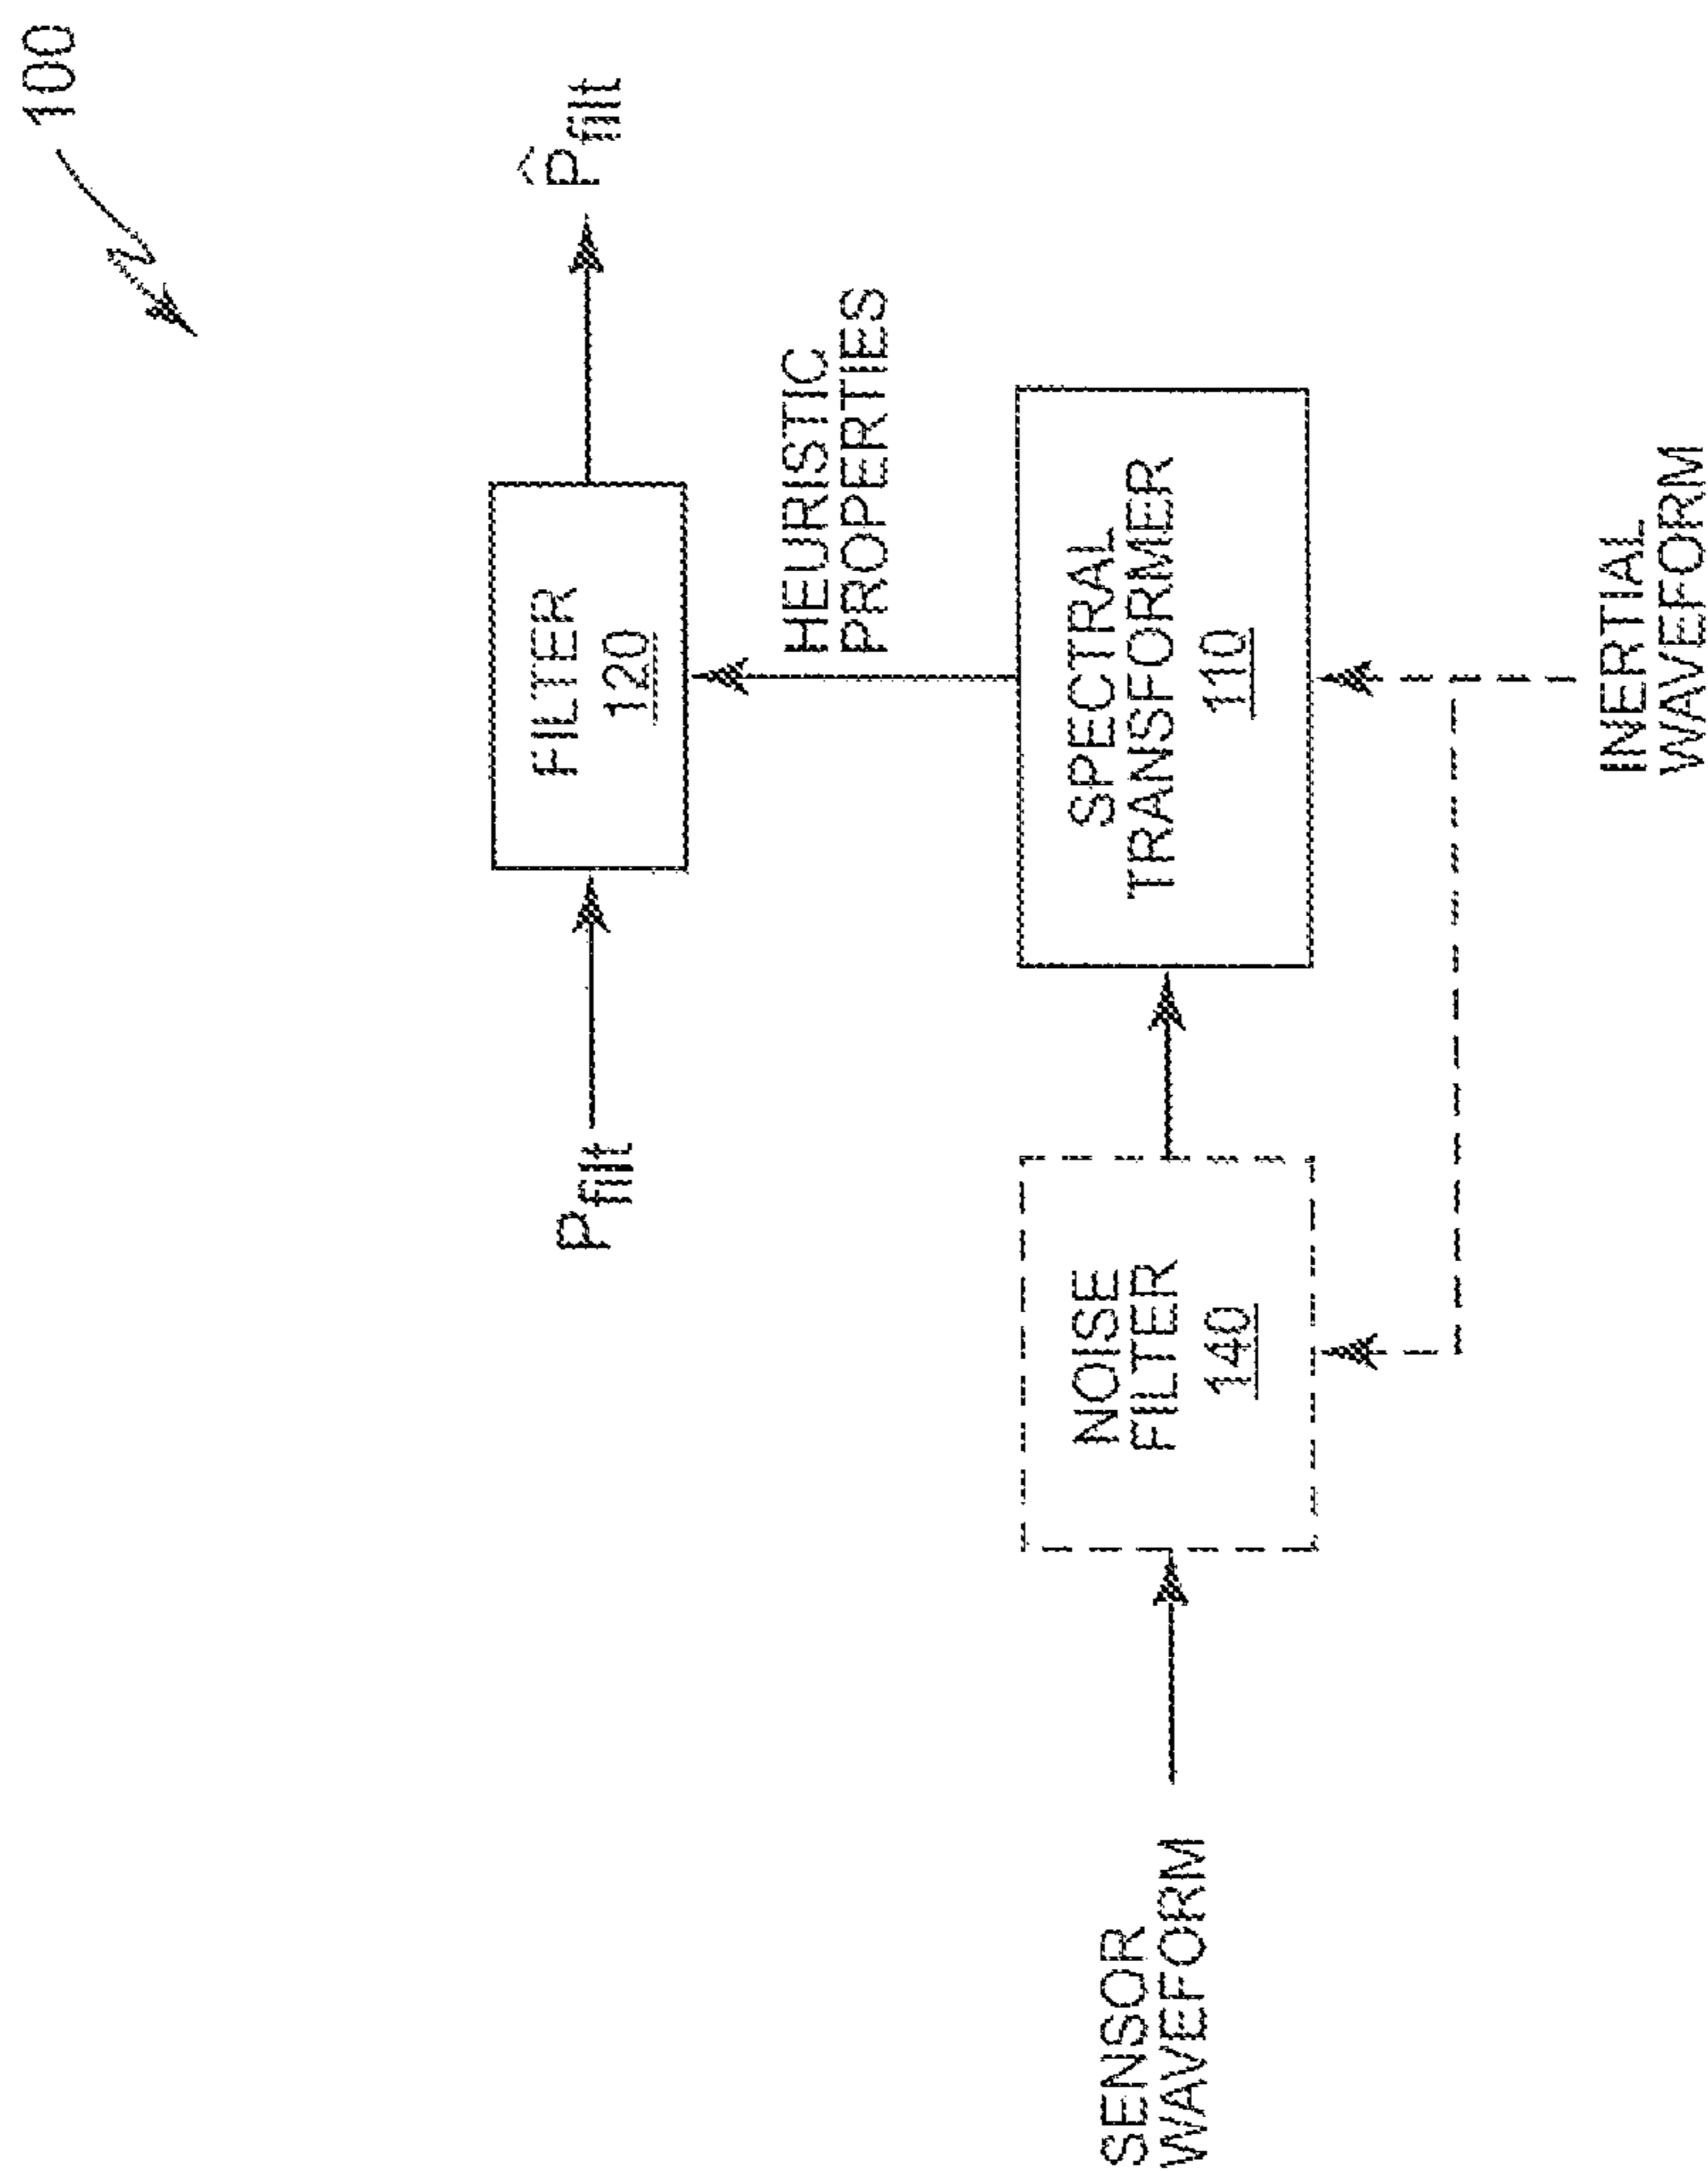 100
P̂filt
Pfilt
FILTER
120
HEURISTIC
PROPERTIES
SENSOR
WAVEFORM
NOISE
FILTER
140
SPECTRAL
TRANSFORMER
110
INERTIAL
WAVEFORM